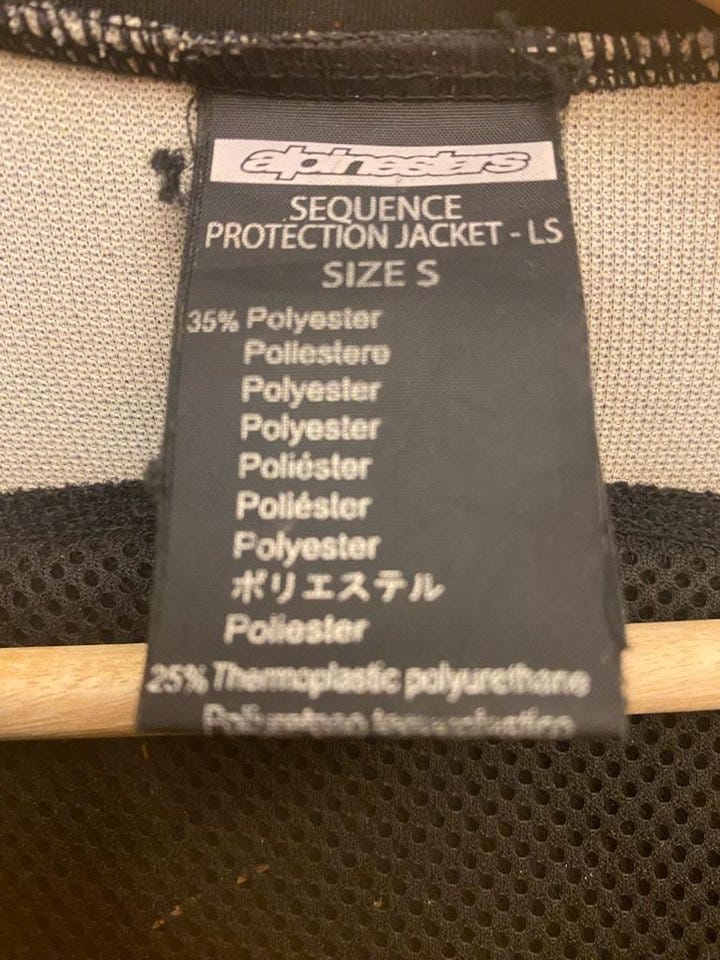 alpinestars
SEQUENCE
PROTECTION JACKET - LS
SIZE S
35% Polyester
Poliestere
Polyester
Polyester
Poliéster
Poliéster
Polyester
ポリエステル
Poliester
25% Thermoplastic polyurethane